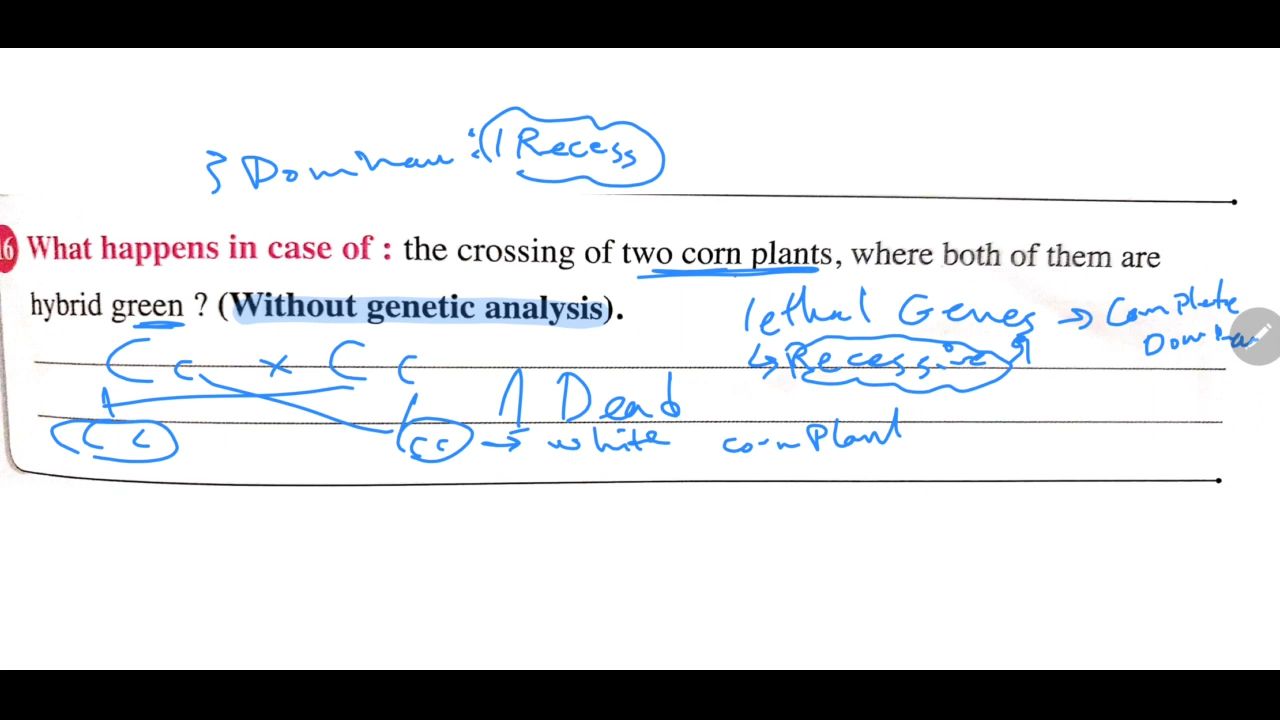 3 Dominan : 1 Recess
16 What happens in case of : the crossing of two corn plants, where both of them are
hybrid green ? (Without genetic analysis).
lethal Genes → Complete
Domina
↳ Recessive
Cc × Cc
1 Dead
CC cc → white corn Plant